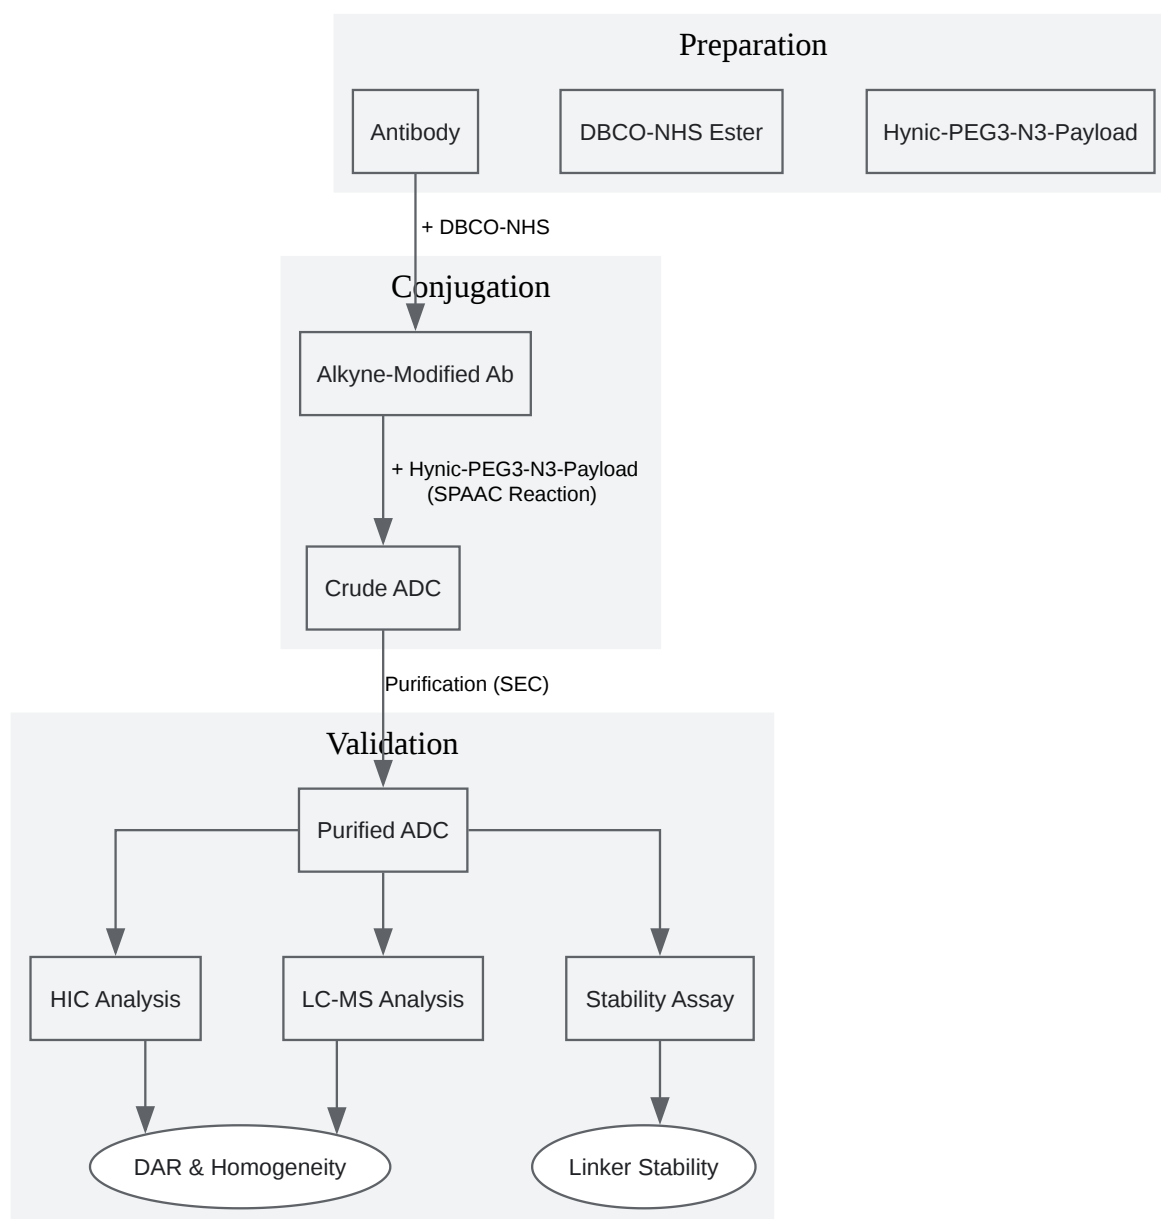 Preparation
Antibody
DBCO-NHS Ester
Hynic-PEG3-N3-Payload
+ DBCO-NHS
Conjugation
Alkyne-Modified Ab
+ Hynic-PEG3-N3-Payload
(SPAAC Reaction)
Crude ADC
Purification (SEC)
Validation
Purified ADC
HIC Analysis
LC-MS Analysis
Stability Assay
DAR & Homogeneity
Linker Stability